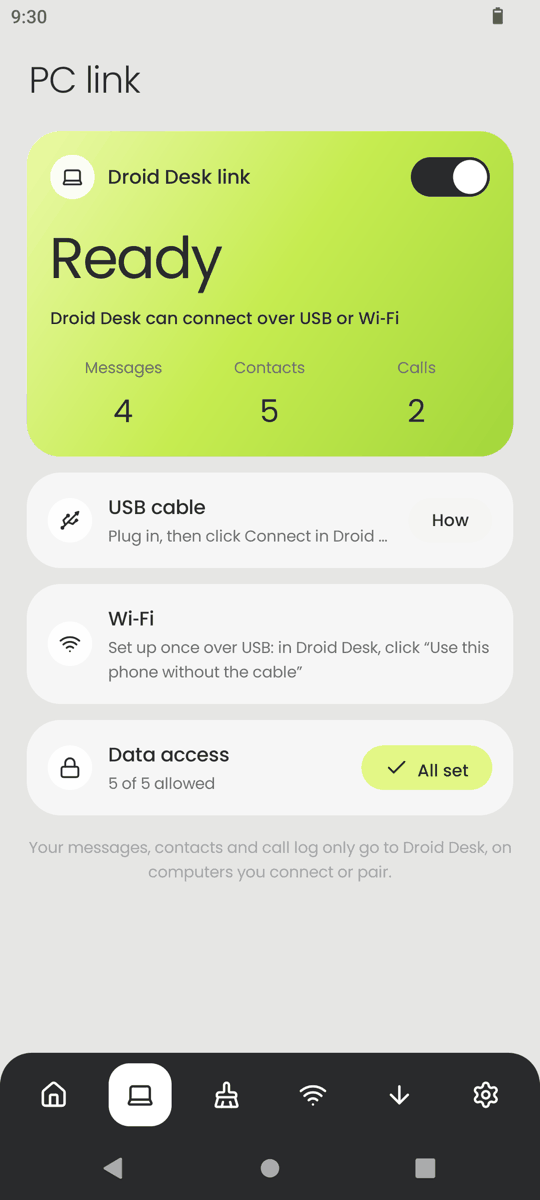 9:30
PC link
Droid Desk link
Ready
Droid Desk can connect over USB or Wi-Fi
Messages Contacts Calls
4 5 2
USB cable
Plug in, then click Connect in Droid ...
How
Wi-Fi
Set up once over USB: in Droid Desk, click “Use this
phone without the cable”
Data access
5 of 5 allowed
All set
Your messages, contacts and call log only go to Droid Desk, on
computers you connect or pair.